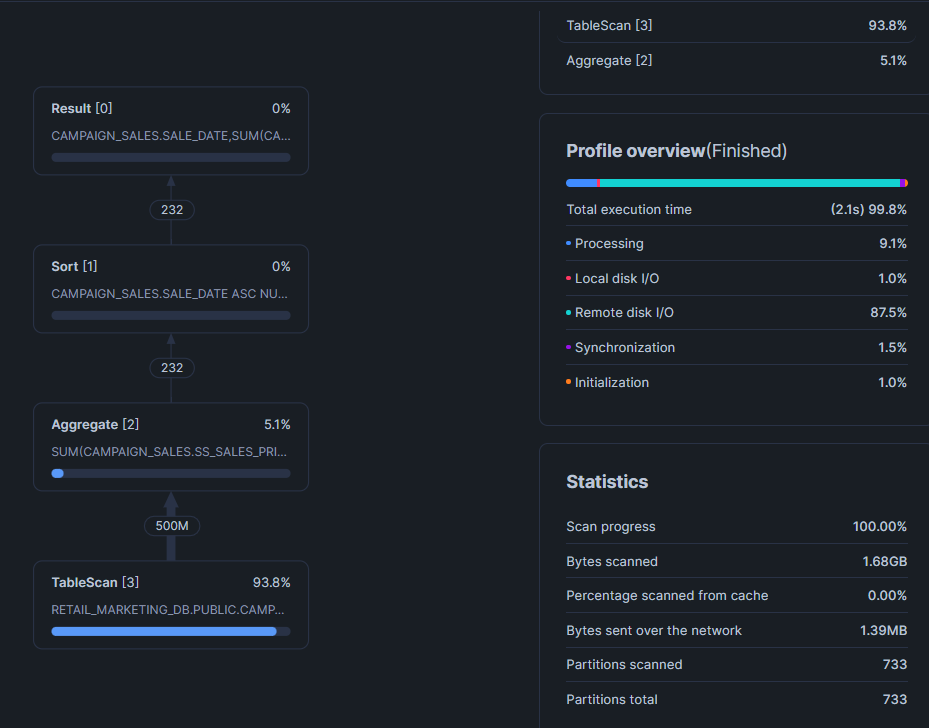 Result [0] 0%
CAMPAIGN_SALES.SALE_DATE,SUM(CA...
232
Sort [1] 0%
CAMPAIGN_SALES.SALE_DATE ASC NU...
232
Aggregate [2] 5.1%
SUM(CAMPAIGN_SALES.SS_SALES_PRI...
500M
TableScan [3] 93.8%
RETAIL_MARKETING_DB.PUBLIC.CAMP...
TableScan [3] 93.8%
Aggregate [2] 5.1%
Profile overview(Finished)
Total execution time (2.1s) 99.8%
Processing 9.1%
Local disk I/O 1.0%
Remote disk I/O 87.5%
Synchronization 1.5%
Initialization 1.0%
Statistics
Scan progress 100.00%
Bytes scanned 1.68GB
Percentage scanned from cache 0.00%
Bytes sent over the network 1.39MB
Partitions scanned 733
Partitions total 733